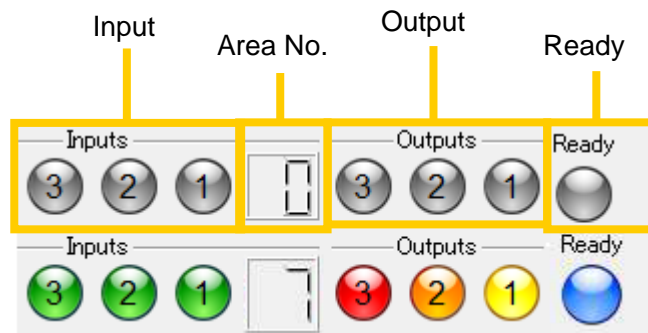 Input Area No. Output Ready
Inputs Outputs Ready
3 2 1 0 3 2 1
Inputs Outputs Ready
3 2 1 7 3 2 1